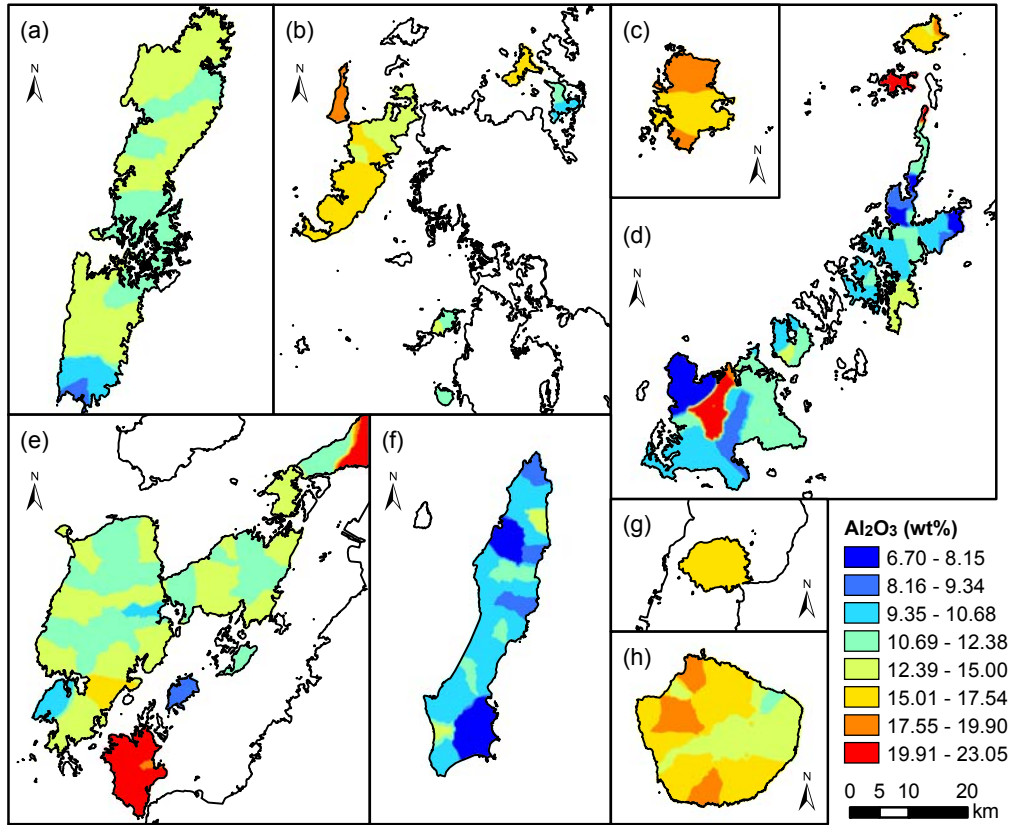 (a)
N
(b)
N
(c)
N
(d)
N
(e)
N
(f)
N
(g)
N
(h)
N
Al₂O₃ (wt%)
6.70 - 8.15
8.16 - 9.34
9.35 - 10.68
10.69 - 12.38
12.39 - 15.00
15.01 - 17.54
17.55 - 19.90
19.91 - 23.05
0 5 10 20
km